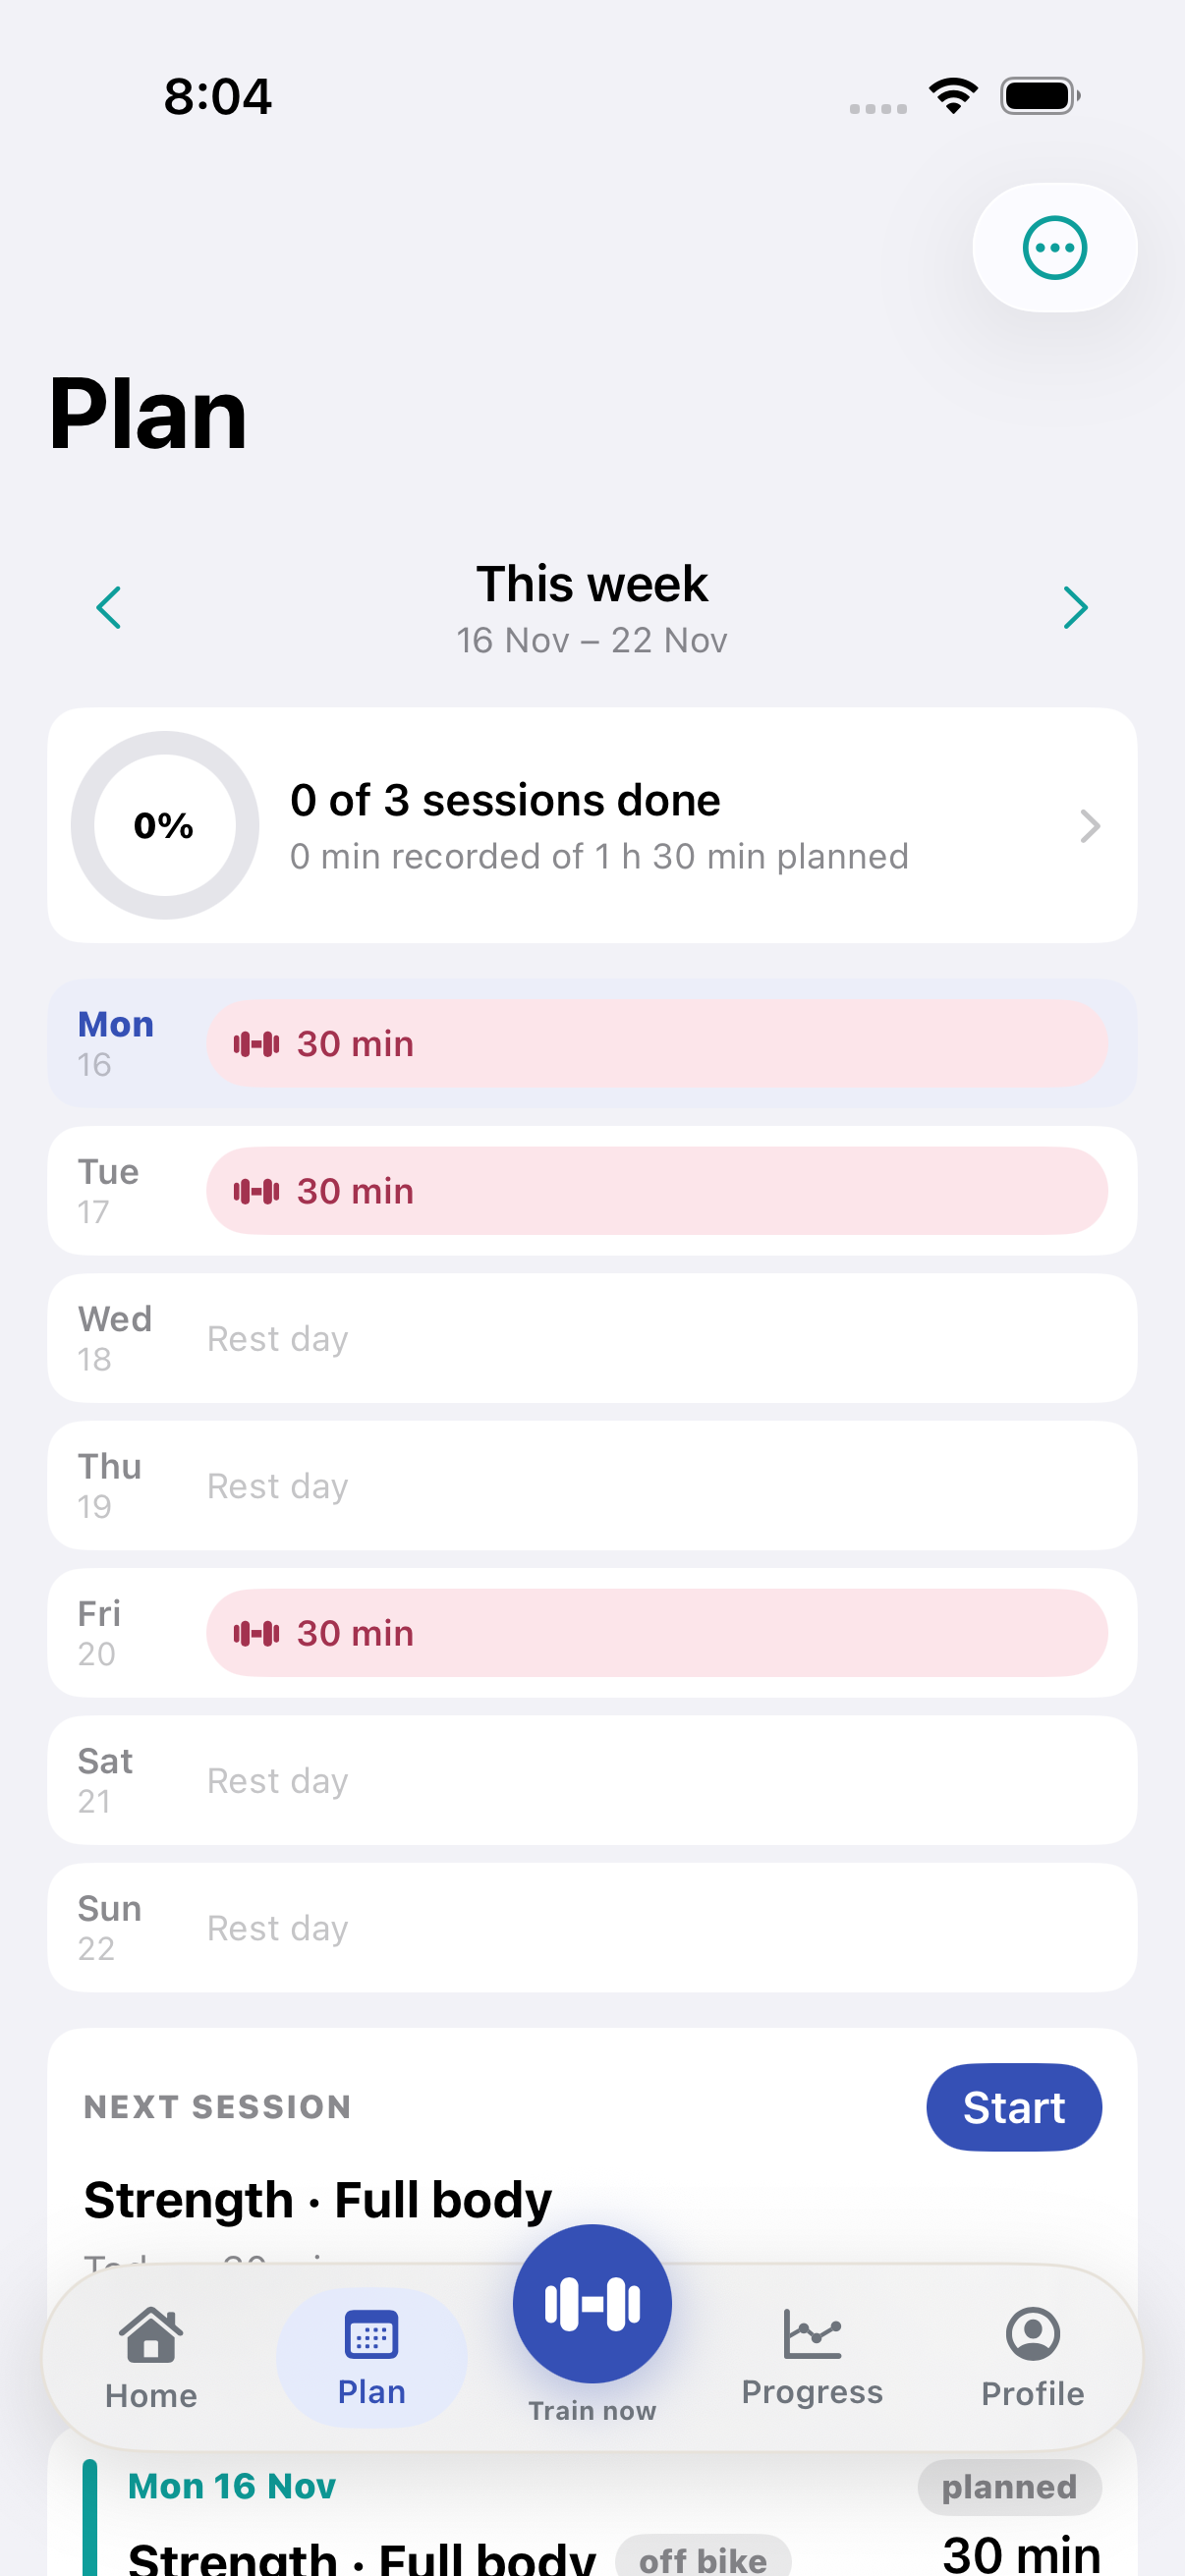 8:04
Plan
This week
16 Nov – 22 Nov
0%
0 of 3 sessions done
0 min recorded of 1 h 30 min planned
Mon
16
30 min
Tue
17
30 min
Wed
18
Rest day
Thu
19
Rest day
Fri
20
30 min
Sat
21
Rest day
Sun
22
Rest day
NEXT SESSION
Start
Strength · Full body
Home
Plan
Train now
Progress
Profile
Mon 16 Nov
planned
Strength · Full body
off bike
30 min